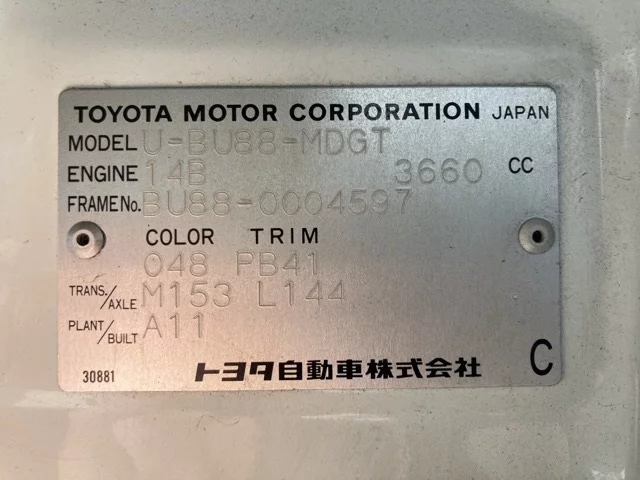 TOYOTA MOTOR CORPORATION JAPAN
MODEL U-BU88-MDGT
ENGINE 14B 3660 CC
FRAME No. BU88-0004597
COLOR TRIM
048 PB41
TRANS./AXLE M153 L144
PLANT/BUILT A11
30881 トヨタ自動車株式会社 C